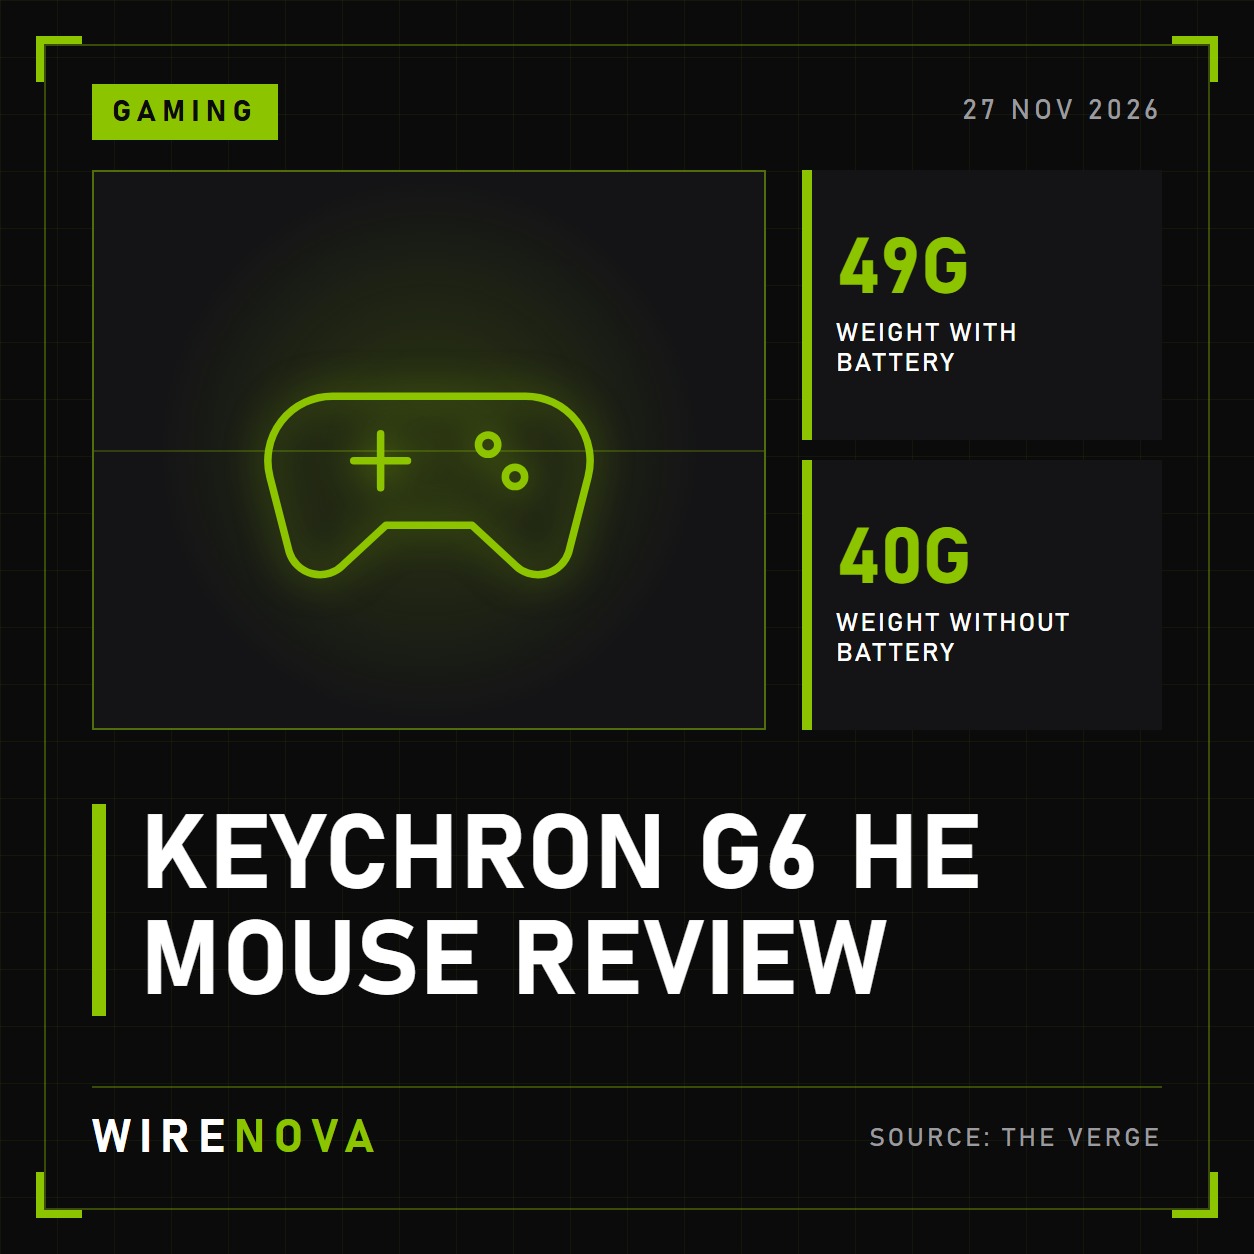 GAMING
27 NOV 2026
49G
WEIGHT WITH
BATTERY
40G
WEIGHT WITHOUT
BATTERY
KEYCHRON G6 HE
MOUSE REVIEW
WIRENOVA
SOURCE: THE VERGE